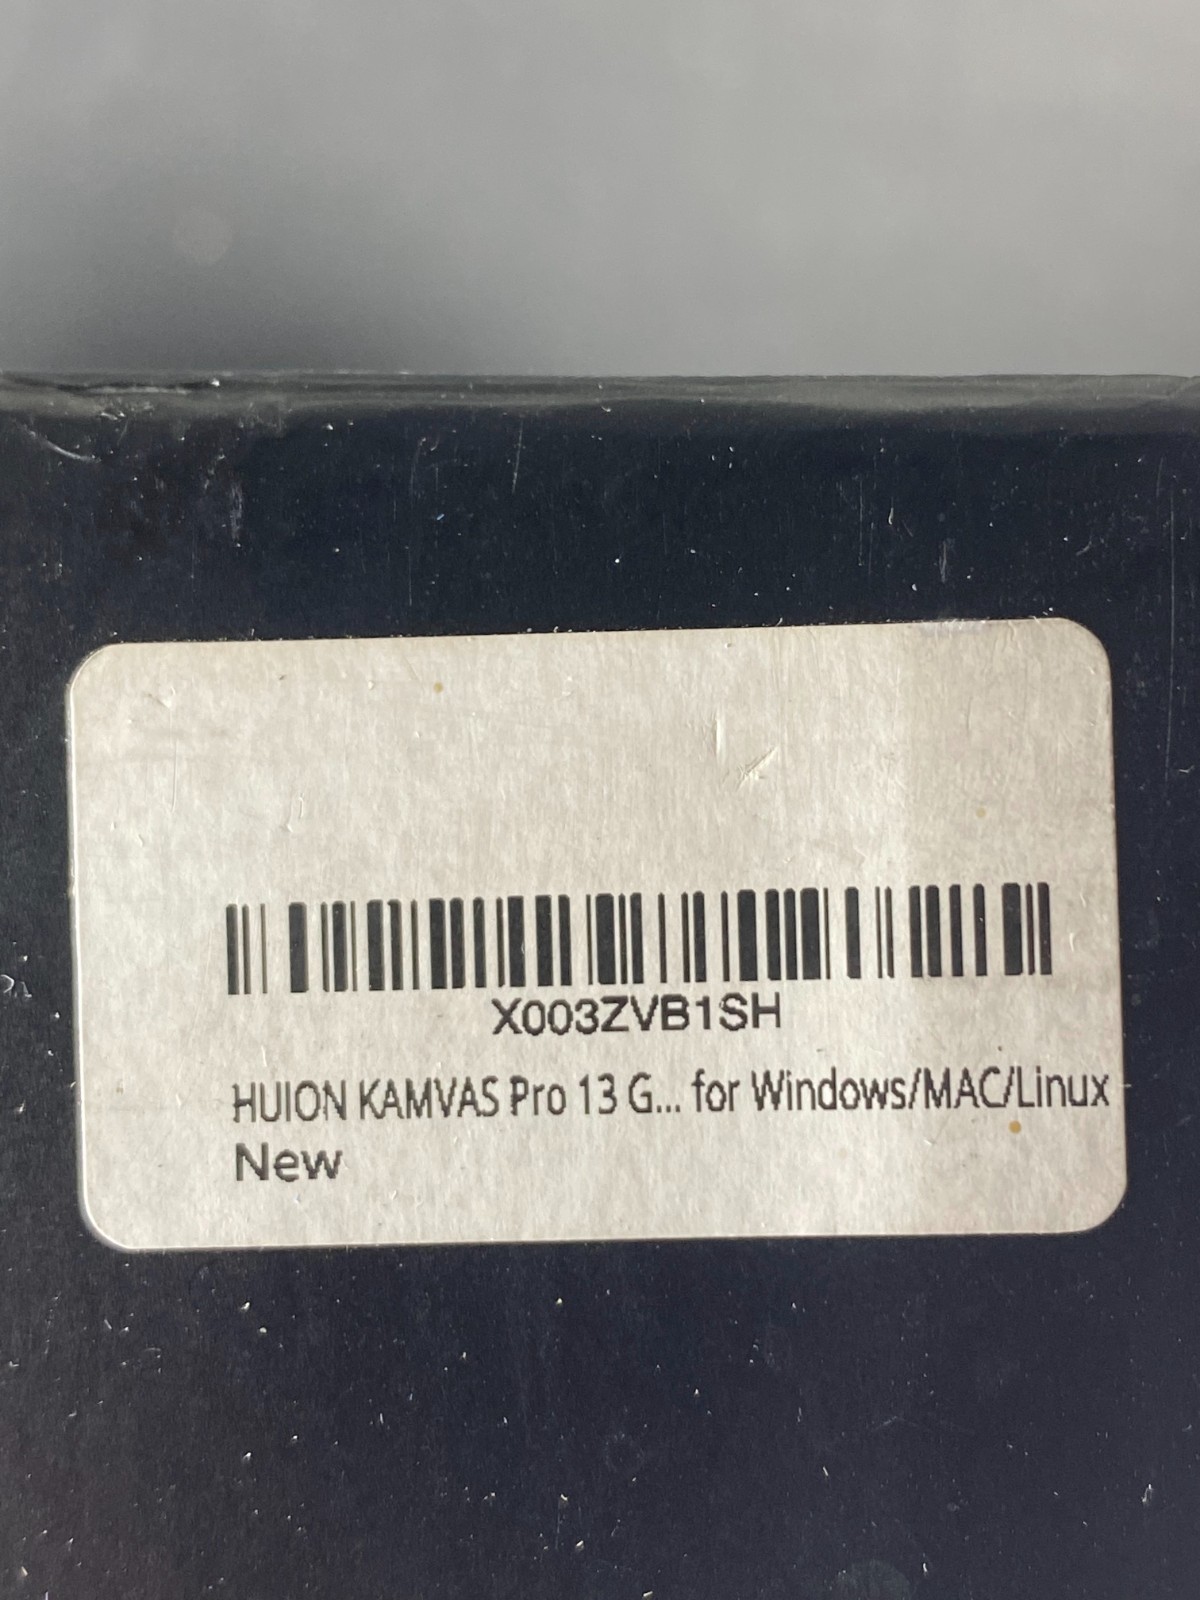 X003ZVB1SH
HUION KAMVAS Pro 13 G... for Windows/MAC/Linux
New